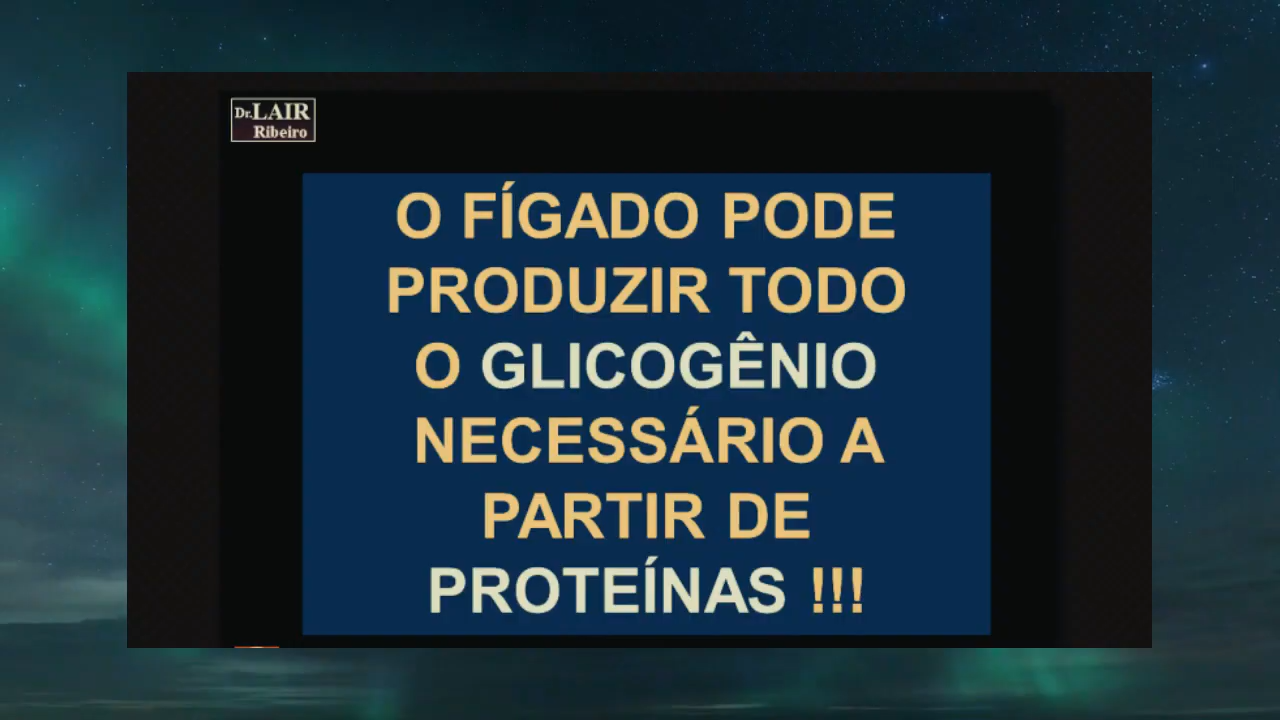 Dr. LAIR
Ribeiro
O FÍGADO PODE
PRODUZIR TODO
O GLICOGÊNIO
NECESSÁRIO A
PARTIR DE
PROTEÍNAS !!!